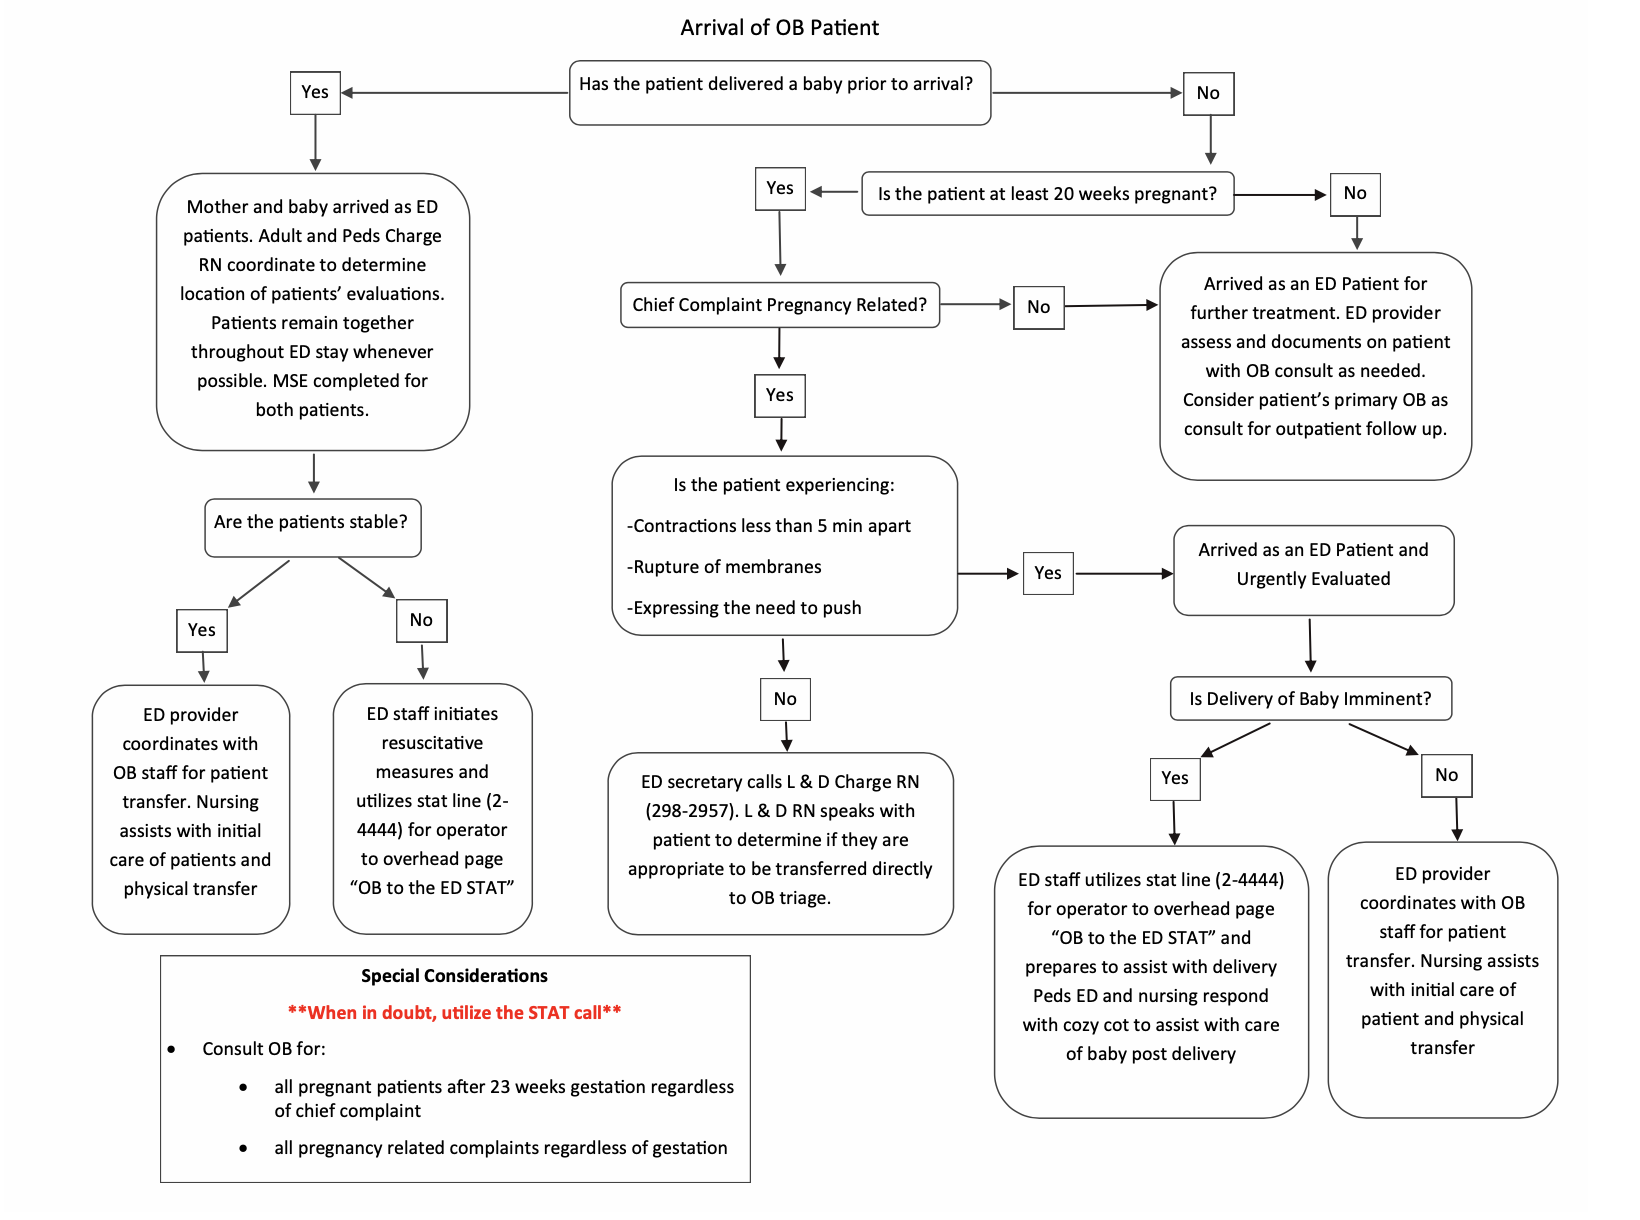 Arrival of OB Patient
Has the patient delivered a baby prior to arrival?
Yes
No
Mother and baby arrived as ED
patients. Adult and Peds Charge
RN coordinate to determine
location of patients’ evaluations.
Patients remain together
throughout ED stay whenever
possible. MSE completed for
both patients.
Are the patients stable?
Yes
No
ED provider
coordinates with
OB staff for patient
transfer. Nursing
assists with initial
care of patients and
physical transfer
ED staff initiates
resuscitative
measures and
utilizes stat line (2-
4444) for operator
to overhead page
“OB to the ED STAT”
Is the patient at least 20 weeks pregnant?
Yes
No
Chief Complaint Pregnancy Related?
No
Arrived as an ED Patient for
further treatment. ED provider
assess and documents on patient
with OB consult as needed.
Consider patient’s primary OB as
consult for outpatient follow up.
Yes
Is the patient experiencing:
-Contractions less than 5 min apart
-Rupture of membranes
-Expressing the need to push
Yes
Arrived as an ED Patient and
Urgently Evaluated
No
ED secretary calls L & D Charge RN
(298-2957). L & D RN speaks with
patient to determine if they are
appropriate to be transferred directly
to OB triage.
Is Delivery of Baby Imminent?
Yes
No
ED staff utilizes stat line (2-4444)
for operator to overhead page
“OB to the ED STAT” and
prepares to assist with delivery
Peds ED and nursing respond
with cozy cot to assist with care
of baby post delivery
ED provider
coordinates with OB
staff for patient
transfer. Nursing assists
with initial care of
patient and physical
transfer
Special Considerations
**When in doubt, utilize the STAT call**
• Consult OB for:
• all pregnant patients after 23 weeks gestation regardless
of chief complaint
• all pregnancy related complaints regardless of gestation